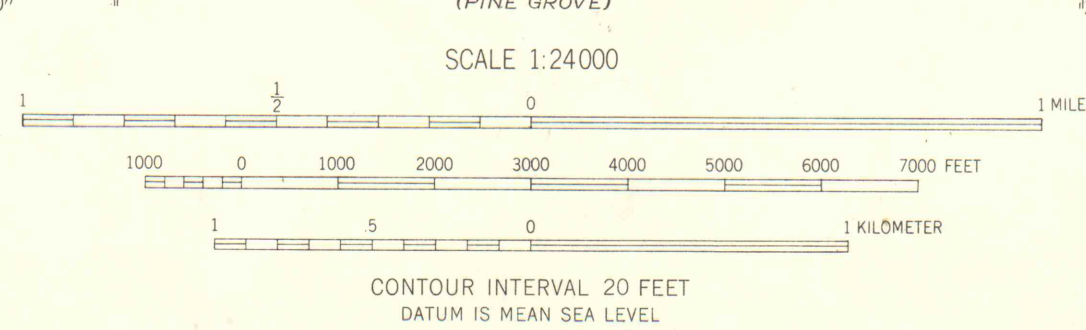 (PINE GROVE)
SCALE 1:24000
1 1/2 0 1 MILE
1000 0 1000 2000 3000 4000 5000 6000 7000 FEET
1 .5 0 1 KILOMETER
CONTOUR INTERVAL 20 FEET
DATUM IS MEAN SEA LEVEL